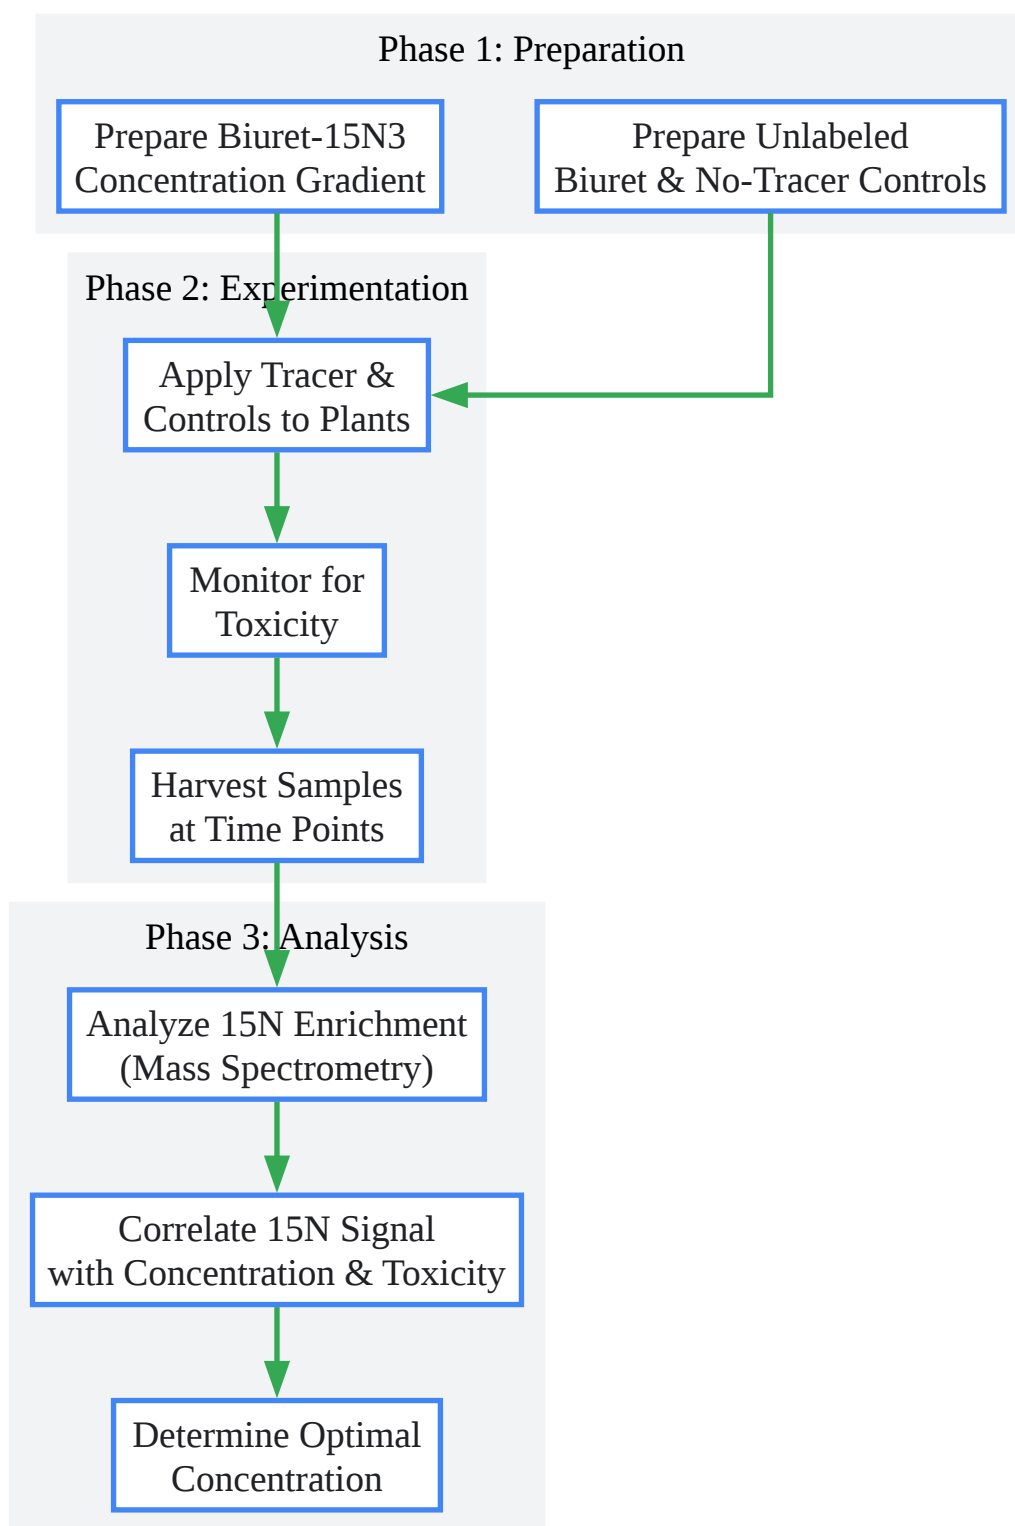 Phase 1: Preparation
Prepare Biuret-15N3
Concentration Gradient
Prepare Unlabeled
Biuret & No-Tracer Controls
Phase 2: Experimentation
Apply Tracer &
Controls to Plants
Monitor for
Toxicity
Harvest Samples
at Time Points
Phase 3: Analysis
Analyze 15N Enrichment
(Mass Spectrometry)
Correlate 15N Signal
with Concentration & Toxicity
Determine Optimal
Concentration